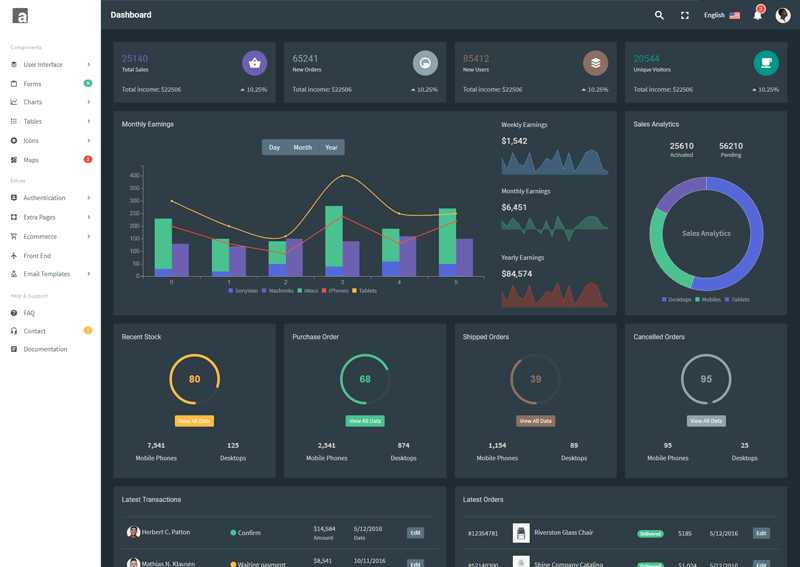 a
Dashboard
English
3
Components
User Interface
Forms
Charts
Tables
Icons
Maps
Extras
Authentication
Extra Pages
Ecommerce
Front End
Email Templates
Help & Support
FAQ
Contact
Documentation
25140
Total Sales
Total income: $22506
10.25%
65241
New Orders
Total income: $22506
10.25%
85412
New Users
Total income: $22506
10.25%
20544
Unique Visitors
Total income: $22506
10.25%
Monthly Earnings
Day Month Year
400
350
300
250
200
150
100
50
0
0 1 2 3 4 5
SonyVaio Macbooks iMacs iPhones Tablets
Weekly Earnings
$1,542
Monthly Earnings
$6,451
Yearly Earnings
$84,574
Sales Analytics
25610 56210
Activated Pending
Sales Analytics
Desktops Mobiles Tablets
Recent Stock
80
View All Data
7,541 125
Mobile Phones Desktops
Purchase Order
68
View All Data
2,541 874
Mobile Phones Desktops
Shipped Orders
39
View All Data
1,154 89
Mobile Phones Desktops
Cancelled Orders
95
View All Data
95 25
Mobile Phones Desktops
Latest Transactions
Herbert C. Patton Confirm $14,584 5/12/2016 Edit
Amount Date
Mathias N. Klausen Waiting payment $8,541 10/11/2016 Edit
Latest Orders
#12354781 Riverston Glass Chair Delivered $185 5/12/2016 Edit
#52140300 Shine Company Catalina Delivered $1,024 5/12/2016 Edit